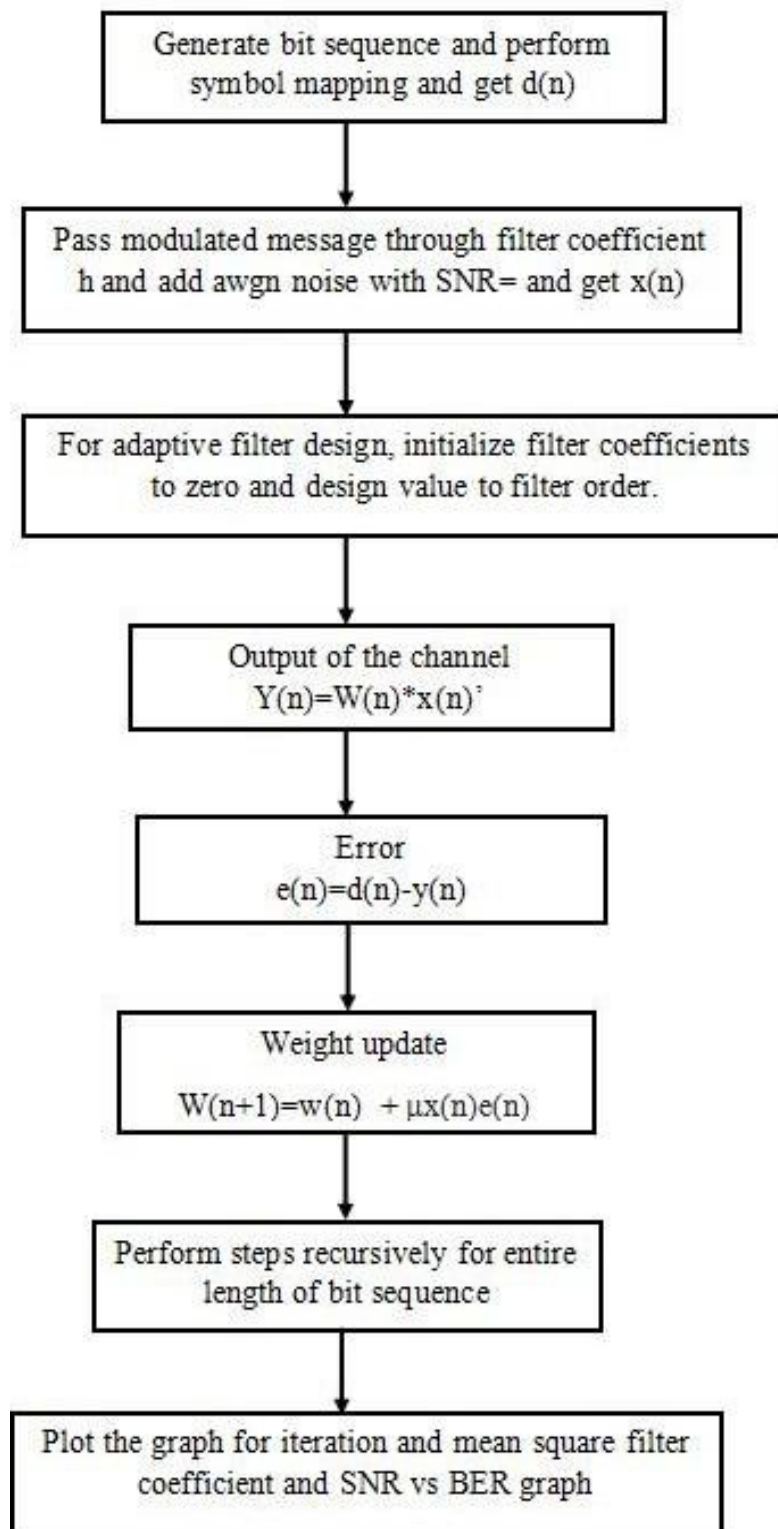 Generate bit sequence and perform
symbol mapping and get d(n)
Pass modulated message through filter coefficient
h and add awgn noise with SNR= and get x(n)
For adaptive filter design, initialize filter coefficients
to zero and design value to filter order.
Output of the channel
Y(n)=W(n)*x(n)’
Error
e(n)=d(n)-y(n)
Weight update
W(n+1)=w(n) + μx(n)e(n)
Perform steps recursively for entire
length of bit sequence
Plot the graph for iteration and mean square filter
coefficient and SNR vs BER graph